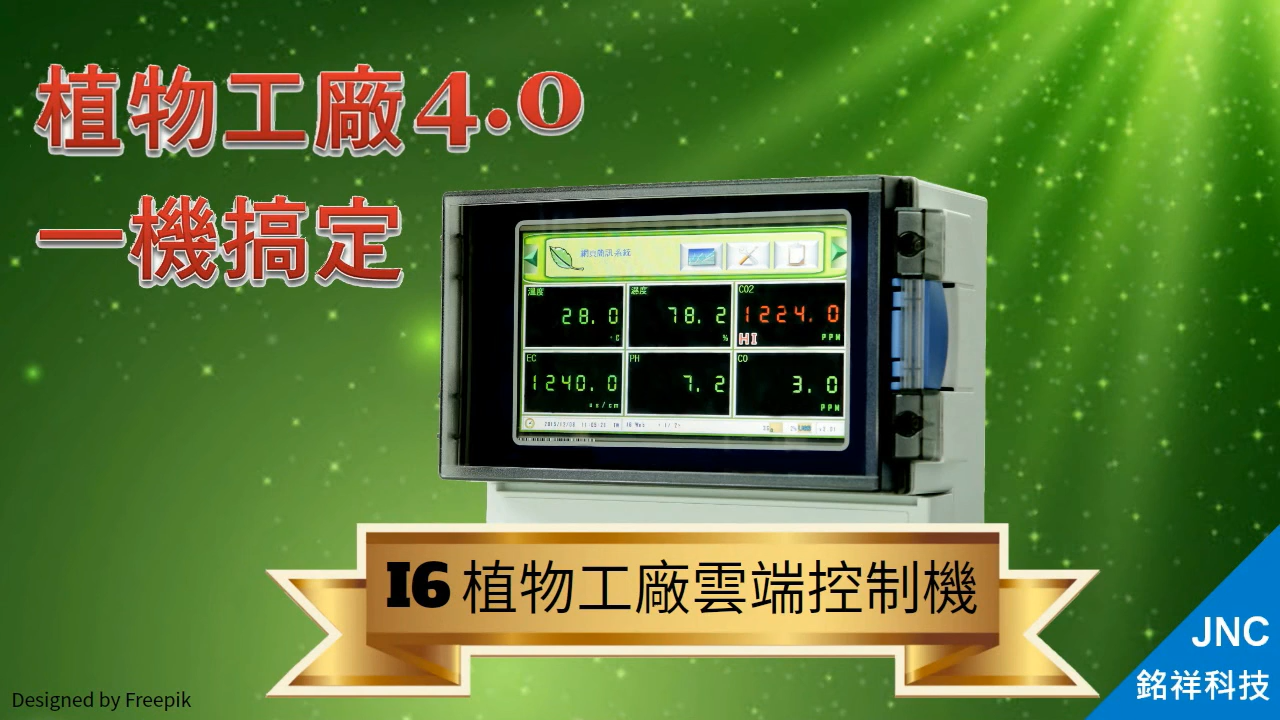 植物工廠4.0
一機搞定
溫度
28.0
濕度
78.2
%
CO2
1224.0
HI
PPM
EC
1240.0
us/cm
PH
7.2
CO
3.0
PPM
I6 植物工廠雲端控制機
JNC
銘祥科技
Designed by Freepik